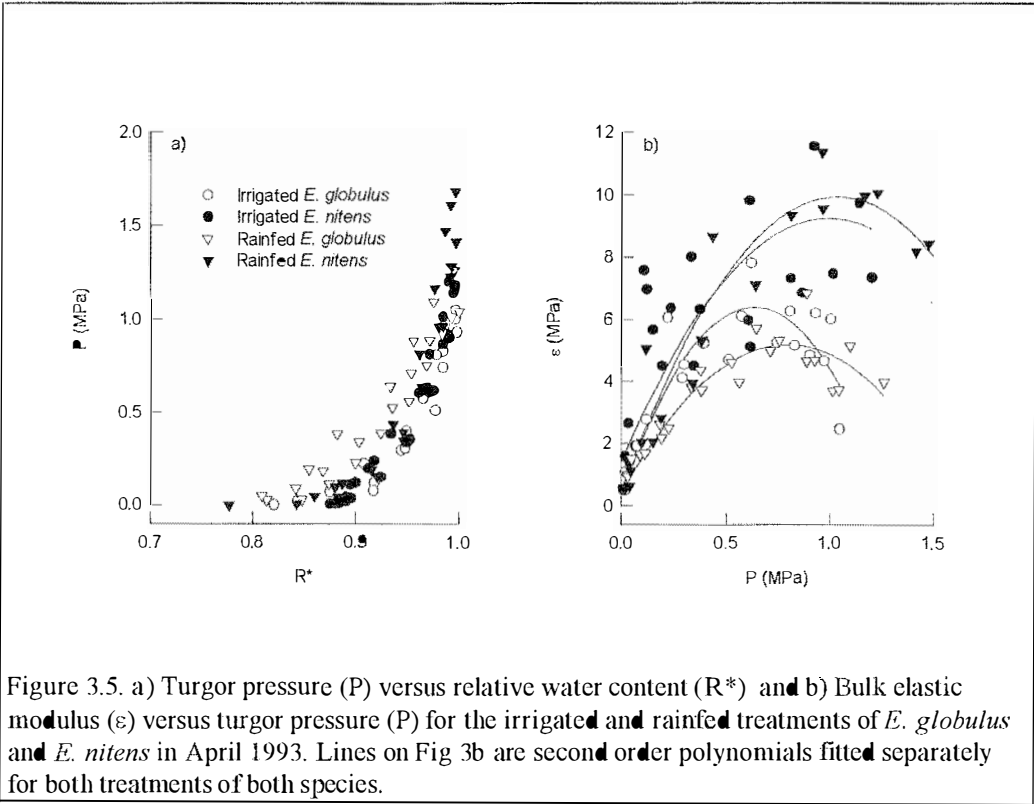 a)
2.0
1.5
1.0
0.5
0.0
P (MPa)
Irrigated E. globulus
Irrigated E. nitens
Rainfed E. globulus
Rainfed E. nitens
0.7 0.8 0.9 1.0
R*
b)
12
10
8
6
4
2
0
ε (MPa)
0.0 0.5 1.0 1.5
P (MPa)
Figure 3.5. a) Turgor pressure (P) versus relative water content (R*) and b) Bulk elastic
modulus (ε) versus turgor pressure (P) for the irrigated and rainfed treatments of E. globulus
and E. nitens in April 1993. Lines on Fig 3b are second order polynomials fitted separately
for both treatments of both species.